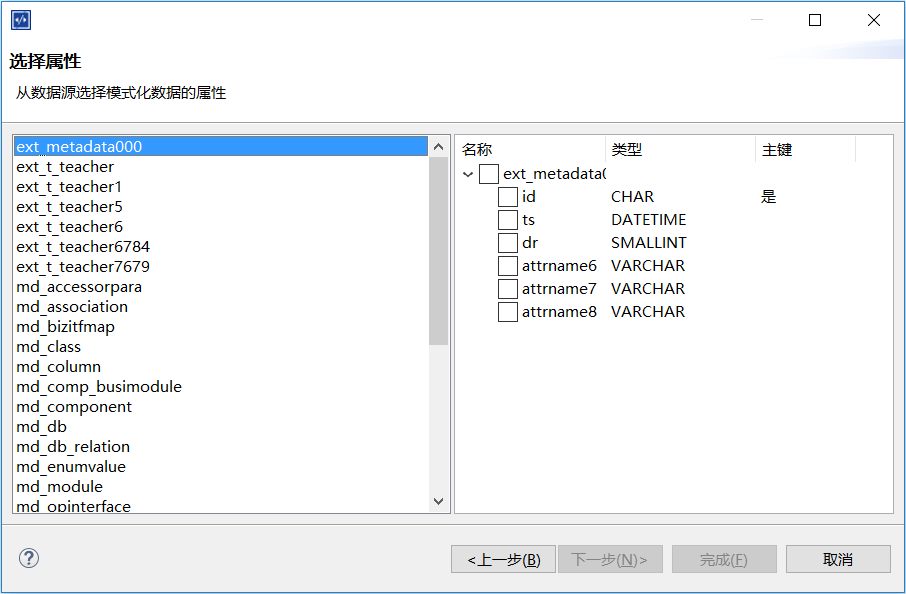 选择属性
从数据源选择模式化数据的属性
ext_metadata000
ext_t_teacher
ext_t_teacher1
ext_t_teacher5
ext_t_teacher6
ext_t_teacher6784
ext_t_teacher7679
md_accessorpara
md_association
md_bizitfmap
md_class
md_column
md_comp_busimodule
md_component
md_db
md_db_relation
md_enumvalue
md_module
md_opinterface
名称 类型 主键
ext_metadata0
id CHAR 是
ts DATETIME
dr SMALLINT
attrname6 VARCHAR
attrname7 VARCHAR
attrname8 VARCHAR
<上一步(B) 下一步(N)> 完成(F) 取消